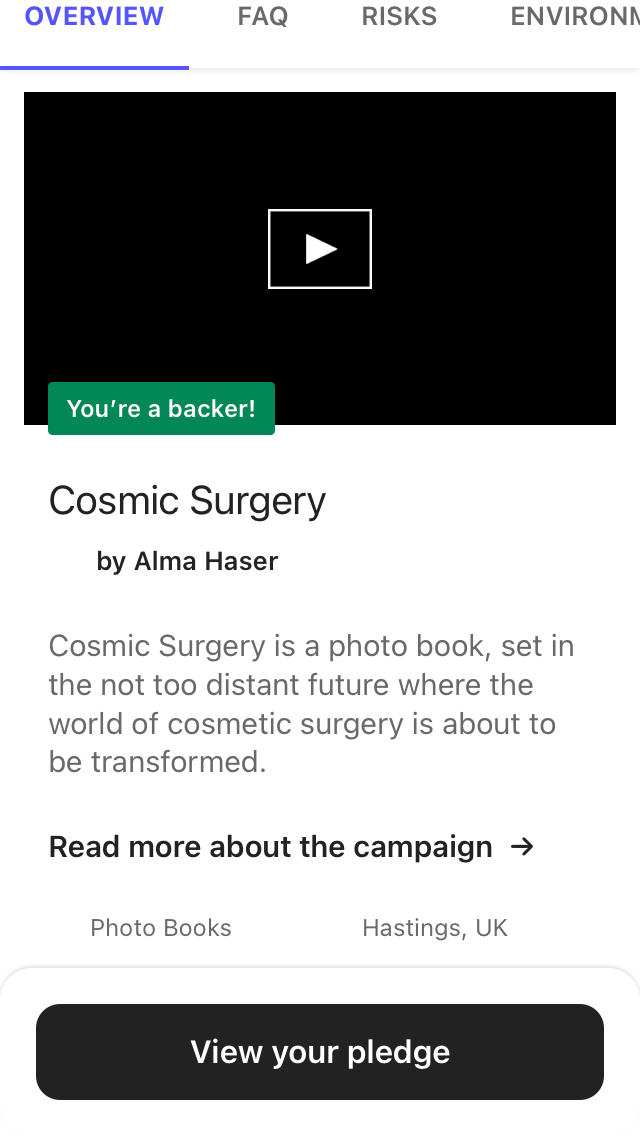 OVERVIEW FAQ RISKS ENVIRONM
You’re a backer!
Cosmic Surgery
by Alma Haser
Cosmic Surgery is a photo book, set in
the not too distant future where the
world of cosmetic surgery is about to
be transformed.
Read more about the campaign →
Photo Books Hastings, UK
View your pledge